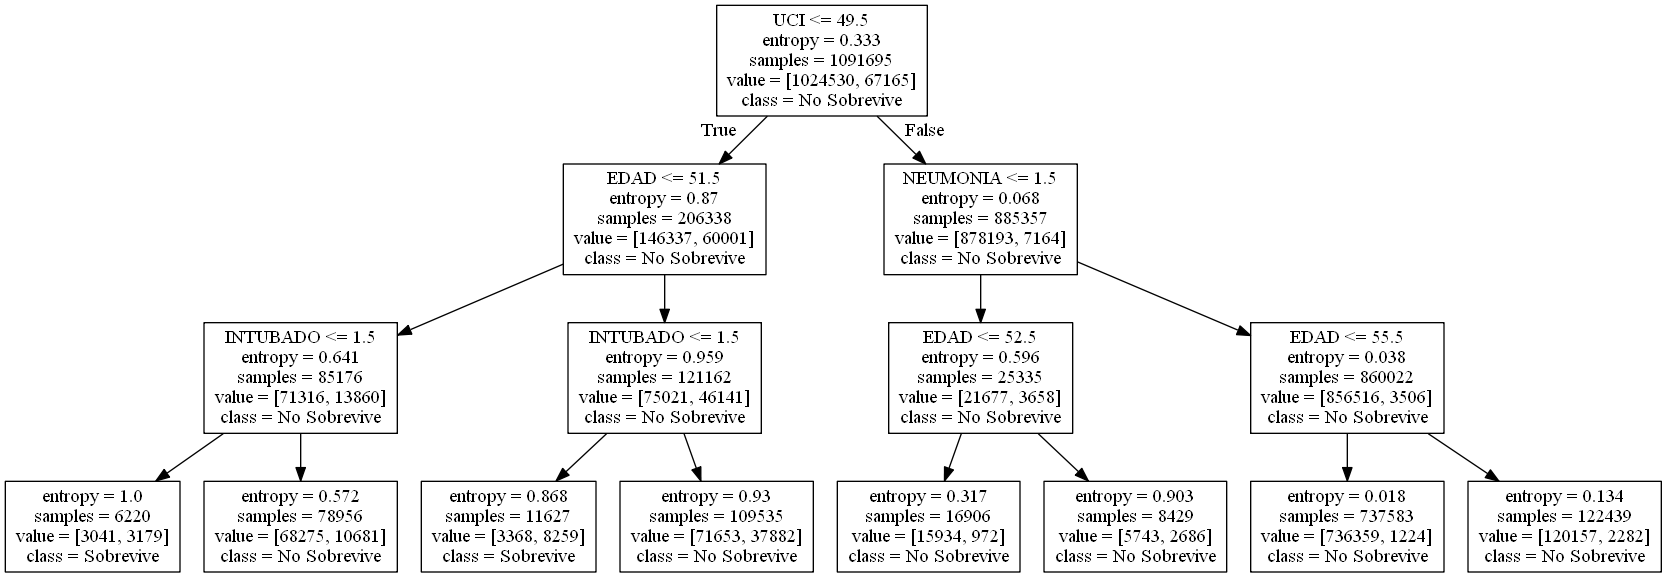 UCI <= 49.5
entropy = 0.333
samples = 1091695
value = [1024530, 67165]
class = No Sobrevive
True
False
EDAD <= 51.5
entropy = 0.87
samples = 206338
value = [146337, 60001]
class = No Sobrevive
NEUMONIA <= 1.5
entropy = 0.068
samples = 885357
value = [878193, 7164]
class = No Sobrevive
INTUBADO <= 1.5
entropy = 0.641
samples = 85176
value = [71316, 13860]
class = No Sobrevive
INTUBADO <= 1.5
entropy = 0.959
samples = 121162
value = [75021, 46141]
class = No Sobrevive
EDAD <= 52.5
entropy = 0.596
samples = 25335
value = [21677, 3658]
class = No Sobrevive
EDAD <= 55.5
entropy = 0.038
samples = 860022
value = [856516, 3506]
class = No Sobrevive
entropy = 1.0
samples = 6220
value = [3041, 3179]
class = Sobrevive
entropy = 0.572
samples = 78956
value = [68275, 10681]
class = No Sobrevive
entropy = 0.868
samples = 11627
value = [3368, 8259]
class = Sobrevive
entropy = 0.93
samples = 109535
value = [71653, 37882]
class = No Sobrevive
entropy = 0.317
samples = 16906
value = [15934, 972]
class = No Sobrevive
entropy = 0.903
samples = 8429
value = [5743, 2686]
class = No Sobrevive
entropy = 0.018
samples = 737583
value = [736359, 1224]
class = No Sobrevive
entropy = 0.134
samples = 122439
value = [120157, 2282]
class = No Sobrevive